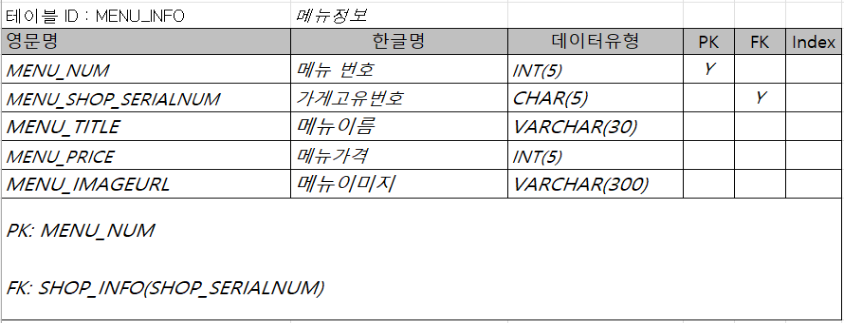 테이블 ID : MENU_INFO 메뉴정보
영문명 한글명 데이터유형 PK FK Index
MENU_NUM 메뉴 번호 INT(5) Y
MENU_SHOP_SERIALNUM 가게고유번호 CHAR(5) Y
MENU_TITLE 메뉴이름 VARCHAR(30)
MENU_PRICE 메뉴가격 INT(5)
MENU_IMAGEURL 메뉴이미지 VARCHAR(300)
PK: MENU_NUM
FK: SHOP_INFO(SHOP_SERIALNUM)